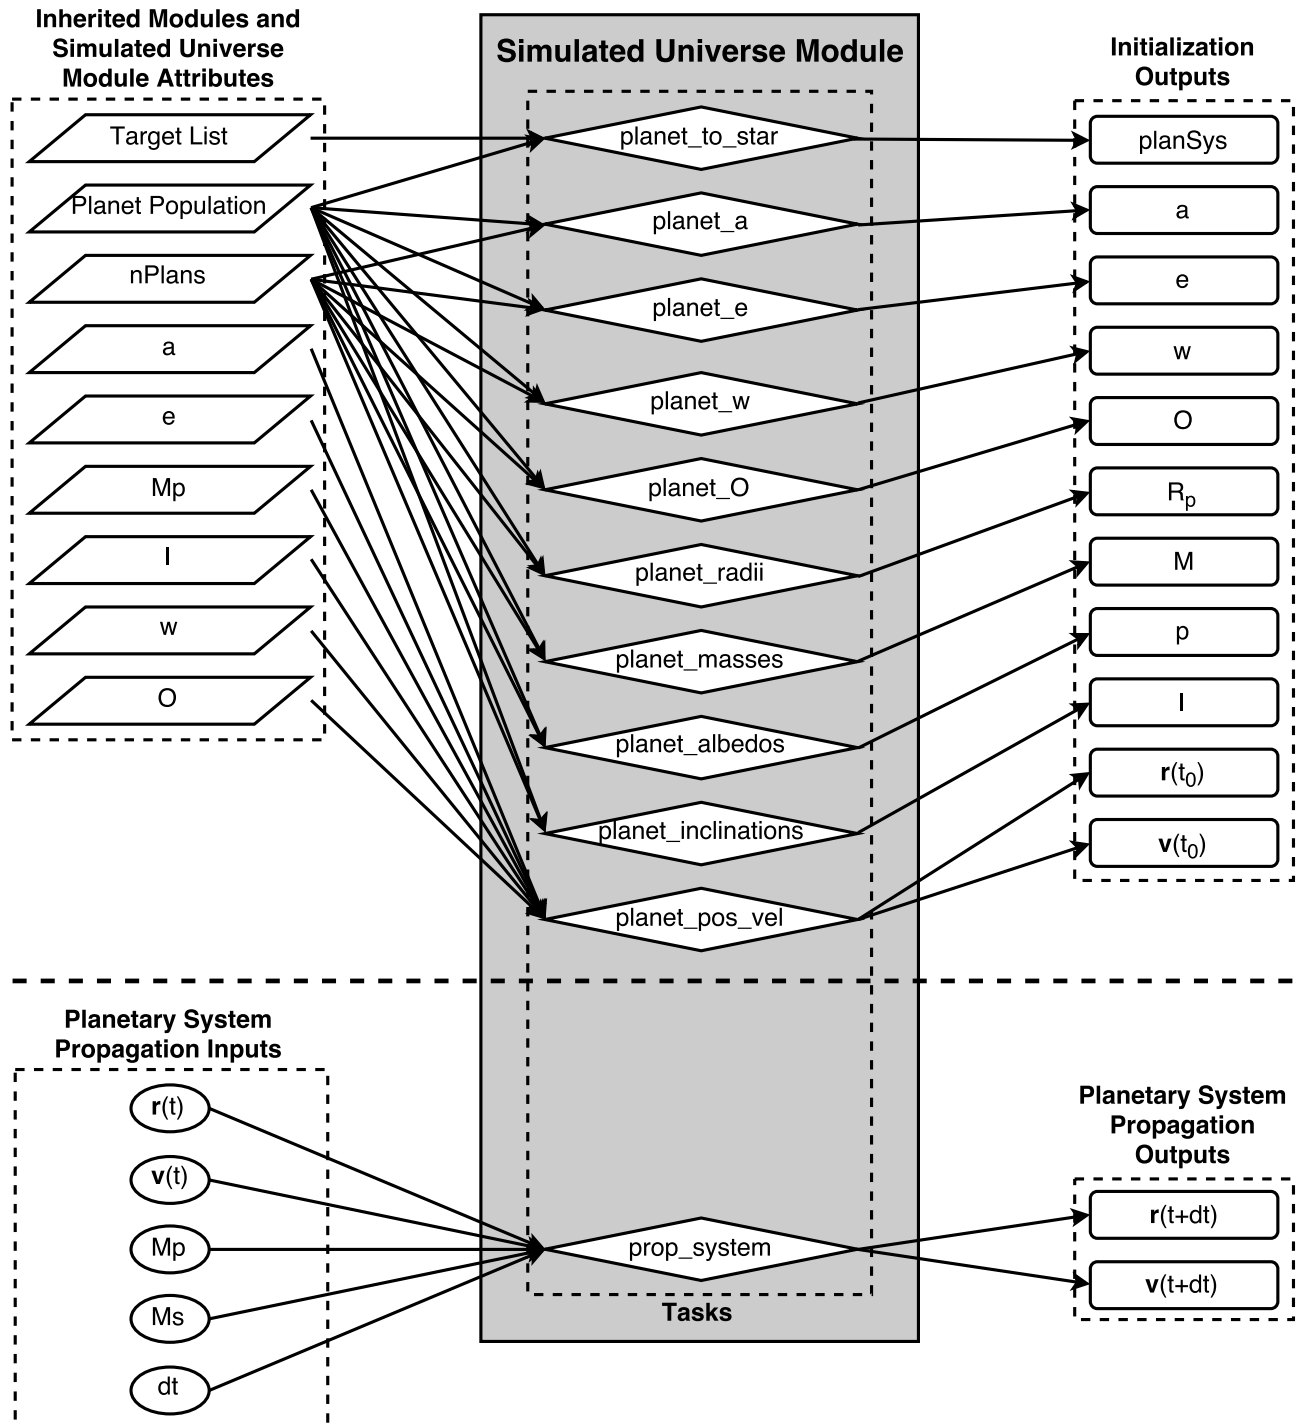 Inherited Modules and
Simulated Universe
Module Attributes
Target List
Planet Population
nPlans
a
e
Mp
I
w
O
Simulated Universe Module
planet_to_star
planet_a
planet_e
planet_w
planet_O
planet_radii
planet_masses
planet_albedos
planet_inclinations
planet_pos_vel
Initialization
Outputs
planSys
a
e
w
O
Rp
M
p
I
r(t0)
v(t0)
Planetary System
Propagation Inputs
r(t)
v(t)
Mp
Ms
dt
prop_system
Tasks
Planetary System
Propagation
Outputs
r(t+dt)
v(t+dt)